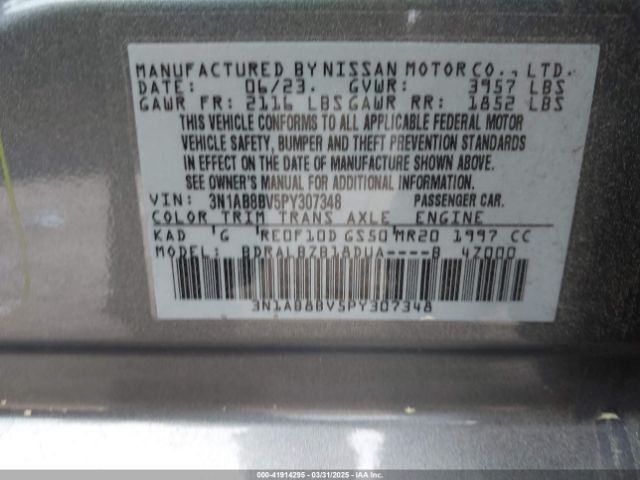 MANUFACTURED BY NISSAN MOTOR CO., LTD.
DATE: 06/23. GVWR: 3957 LBS
GAWR FR: 2116 LBS GAWR RR: 1852 LBS
THIS VEHICLE CONFORMS TO ALL APPLICABLE FEDERAL MOTOR
VEHICLE SAFETY, BUMPER AND THEFT PREVENTION STANDARDS
IN EFFECT ON THE DATE OF MANUFACTURE SHOWN ABOVE.
SEE OWNER'S MANUAL FOR ADDITIONAL INFORMATION
VIN: 3N1AB8BV5PY307348 PASSENGER CAR.
COLOR TRIM TRANS AXLE ENGINE
KAD 'G 'RE0F10D GS50'MR20 1997 CC
MODEL: BDRALBZB18DUA----B 4Z000
3N1AB8BV5PY307348
000-41914295 - 03/31/2025 - IAA Inc.